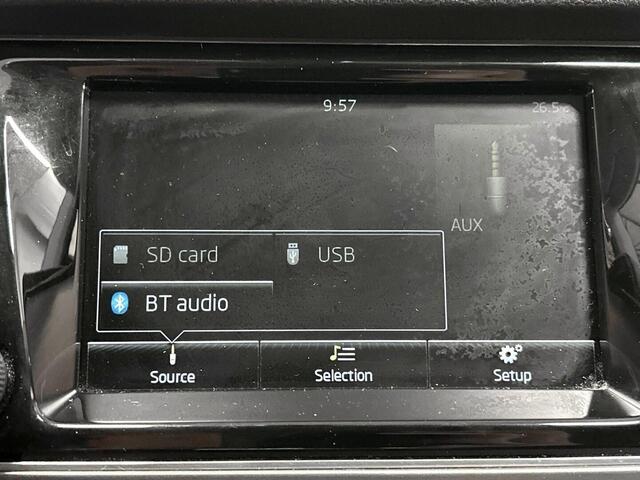 9:57
26.5
AUX
SD card
USB
BT audio
Source
Selection
Setup